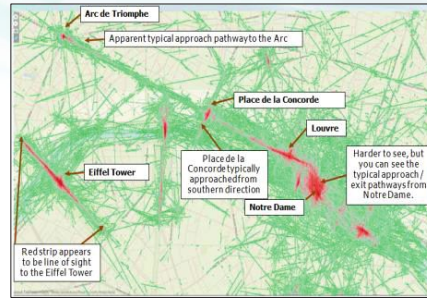 Arc de Triomphe
Apparent typical approach pathway to the Arc
Place de la Concorde
Louvre
Eiffel Tower
Place de la
Concorde typically
approached from
southern direction
Harder to see, but
you can see the
typical approach /
exit pathways from
Notre Dame.
Notre Dame
Red strip appears
to be line of sight
to the Eiffel Tower